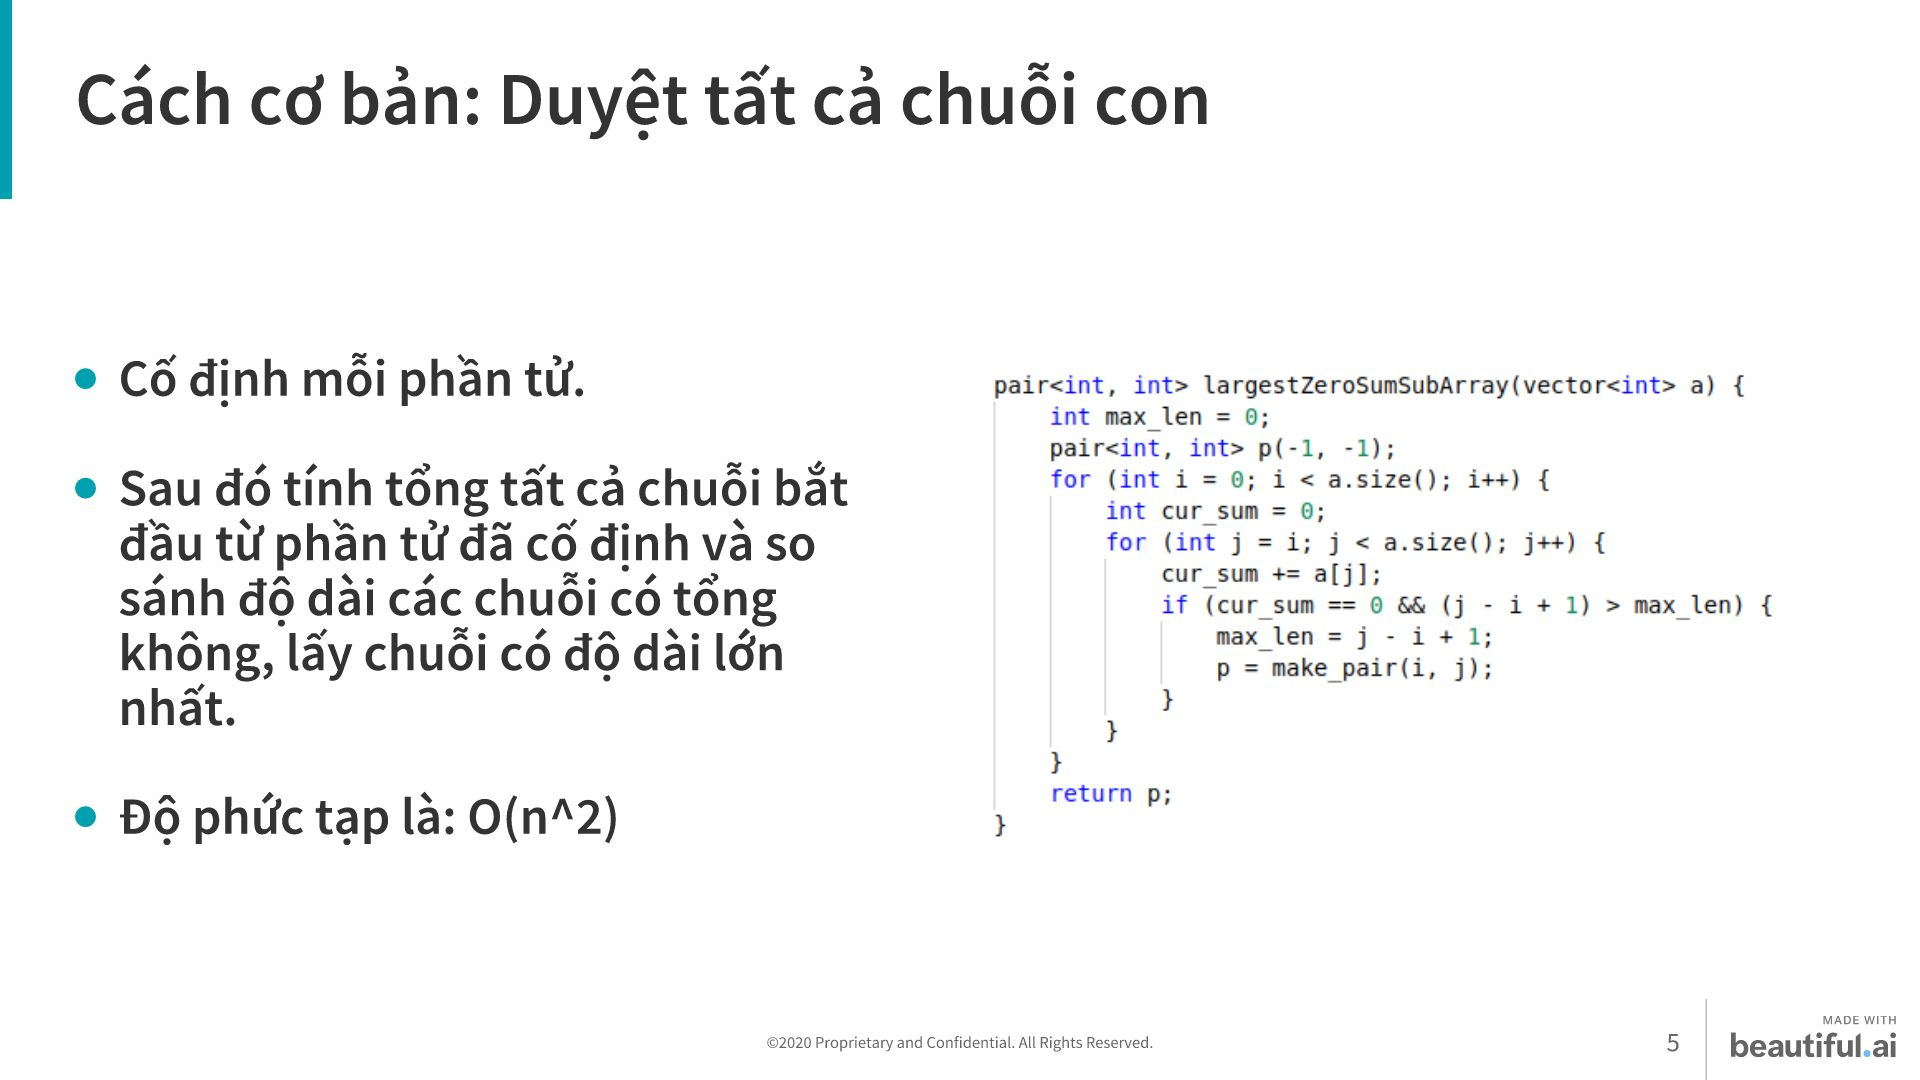 Cách cơ bản: Duyệt tất cả chuỗi con
Cố định mỗi phần tử.
Sau đó tính tổng tất cả chuỗi bắt
đầu từ phần tử đã cố định và so
sánh độ dài các chuỗi có tổng
không, lấy chuỗi có độ dài lớn
nhất.
Độ phức tạp là: O(n^2)
pair<int, int> largestZeroSumSubArray(vector<int> a) {
    int max_len = 0;
    pair<int, int> p(-1, -1);
    for (int i = 0; i < a.size(); i++) {
        int cur_sum = 0;
        for (int j = i; j < a.size(); j++) {
            cur_sum += a[j];
            if (cur_sum == 0 && (j - i + 1) > max_len) {
                max_len = j - i + 1;
                p = make_pair(i, j);
            }
        }
    }
    return p;
}
©2020 Proprietary and Confidential. All Rights Reserved.
5
MADE WITH
beautiful.ai